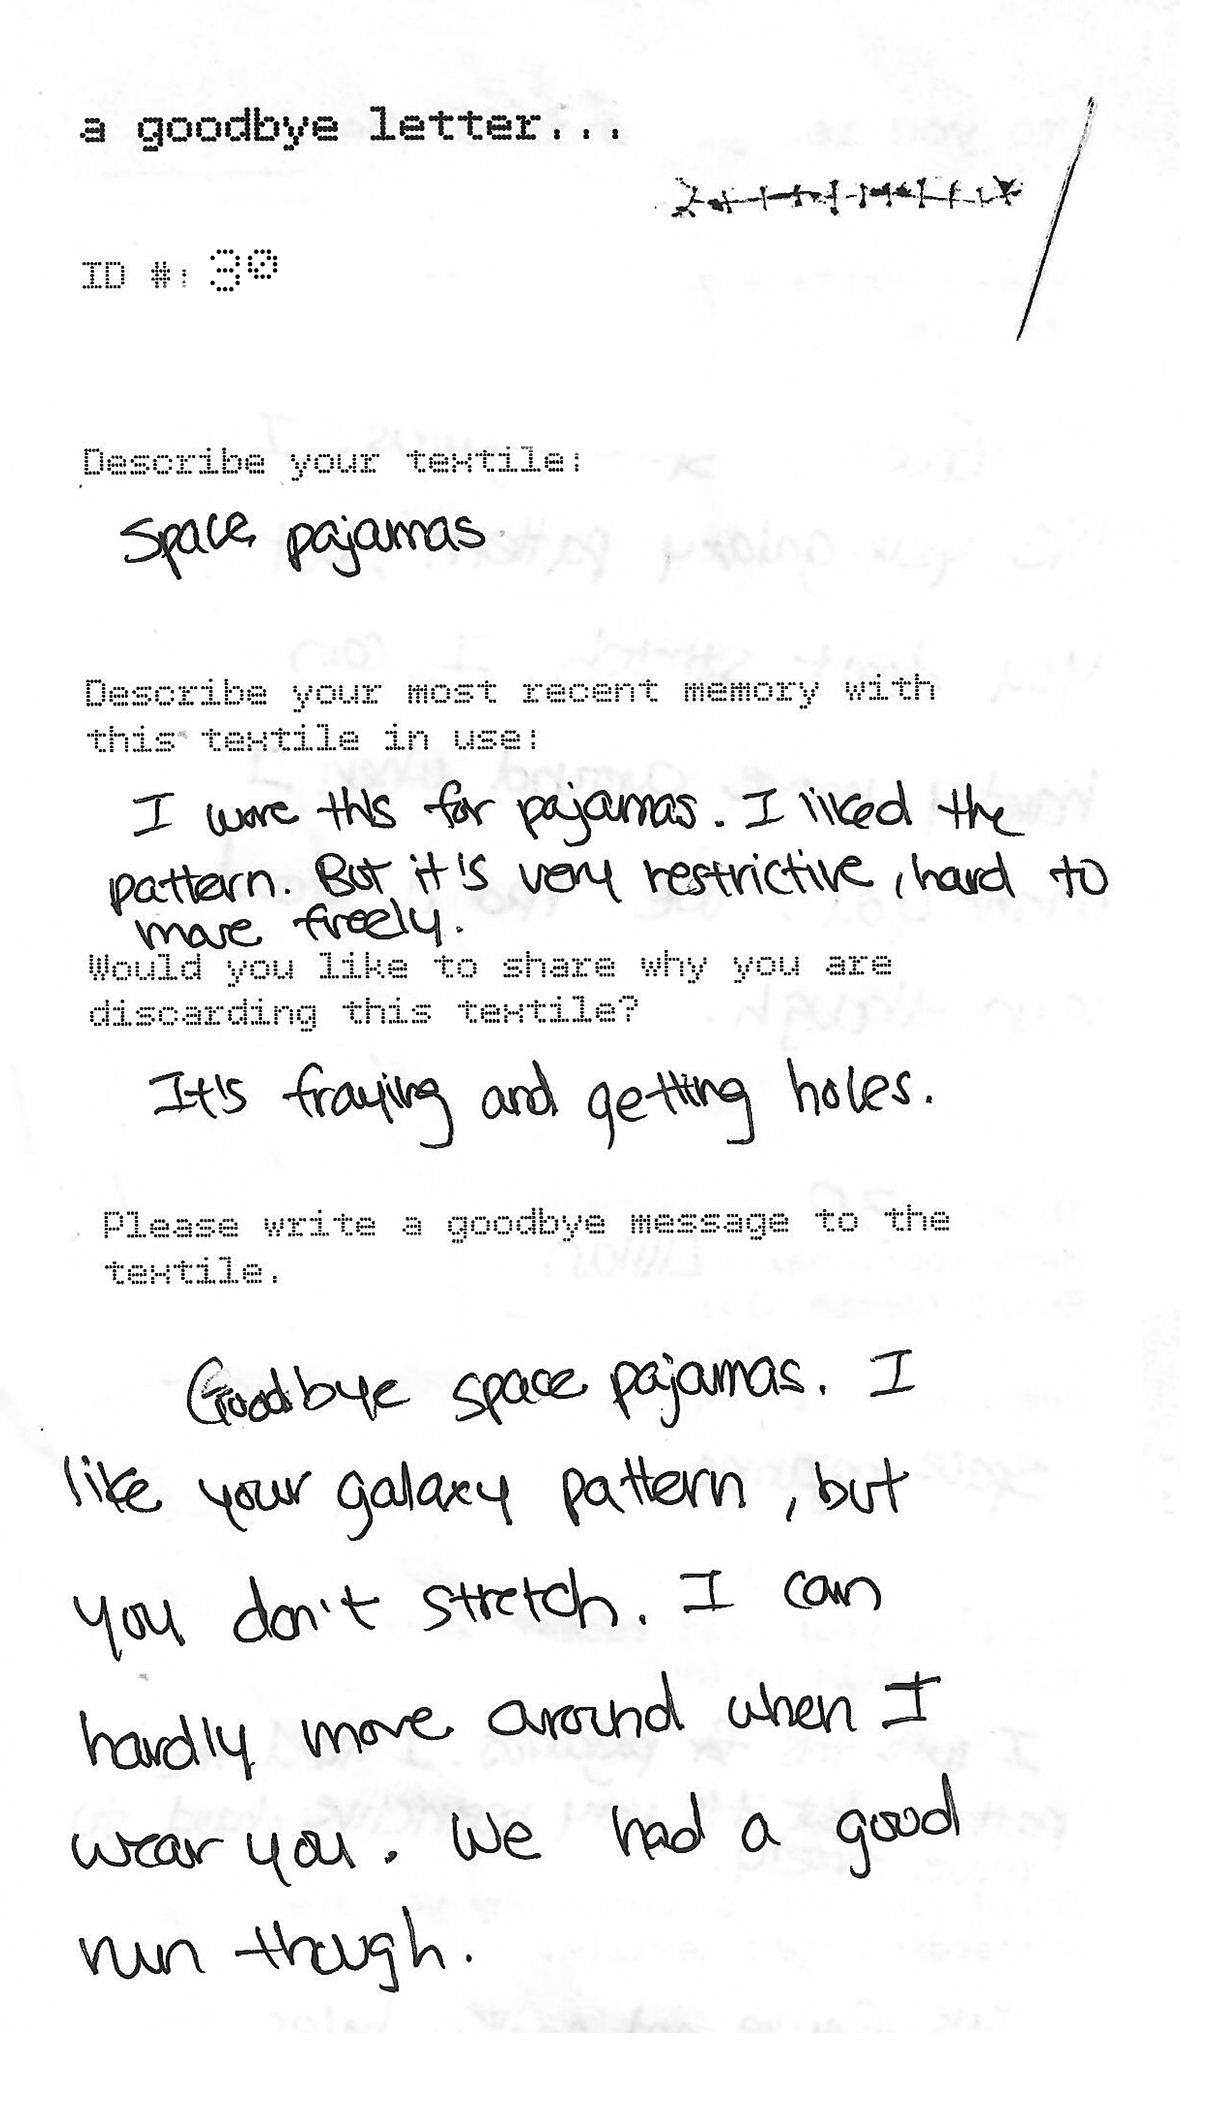 a goodbye letter...
ID #: 30
Describe your textile:
Space pajamas
Describe your most recent memory with
this textile in use:
I wore this for pajamas. I liked the
pattern. But it's very restrictive, hard to
move freely.
Would you like to share why you are
discarding this textile?
It's fraying and getting holes.
Please write a goodbye message to the
textile.
Goodbye space pajamas. I
like your galaxy pattern, but
you don't stretch. I can
hardly move around when I
wear you. We had a good
run though.